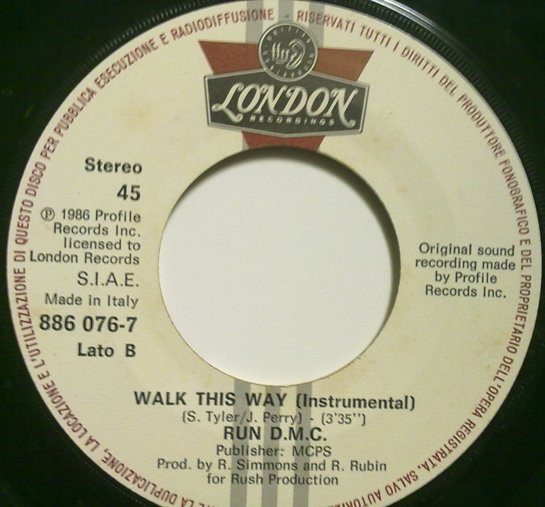 E L'UTILIZZAZIONE DI QUESTO DISCO PER PUBBLICA ESECUZIONE E RADIODIFFUSIONE - RISERVATI TUTTI I DIRITTI DEL PRODUTTORE FONOGRAFICO E DEL PROPRIETARIO DELL'OPERA REGISTRATA. SALVO
LA DUPLICAZIONE, LA LOCAZIONE
LONDON
RECORDINGS
Stereo
45
℗ 1986 Profile
Records Inc.
licensed to
London Records
S.I.A.E.
Made in Italy
886 076-7
Lato B
Original sound
recording made
by Profile
Records Inc.
WALK THIS WAY (Instrumental)
(S. Tyler/J. Perry) - (3'35")
RUN D.M.C.
Publisher: MCPS
Prod. by R. Simmons and R. Rubin
for Rush Production